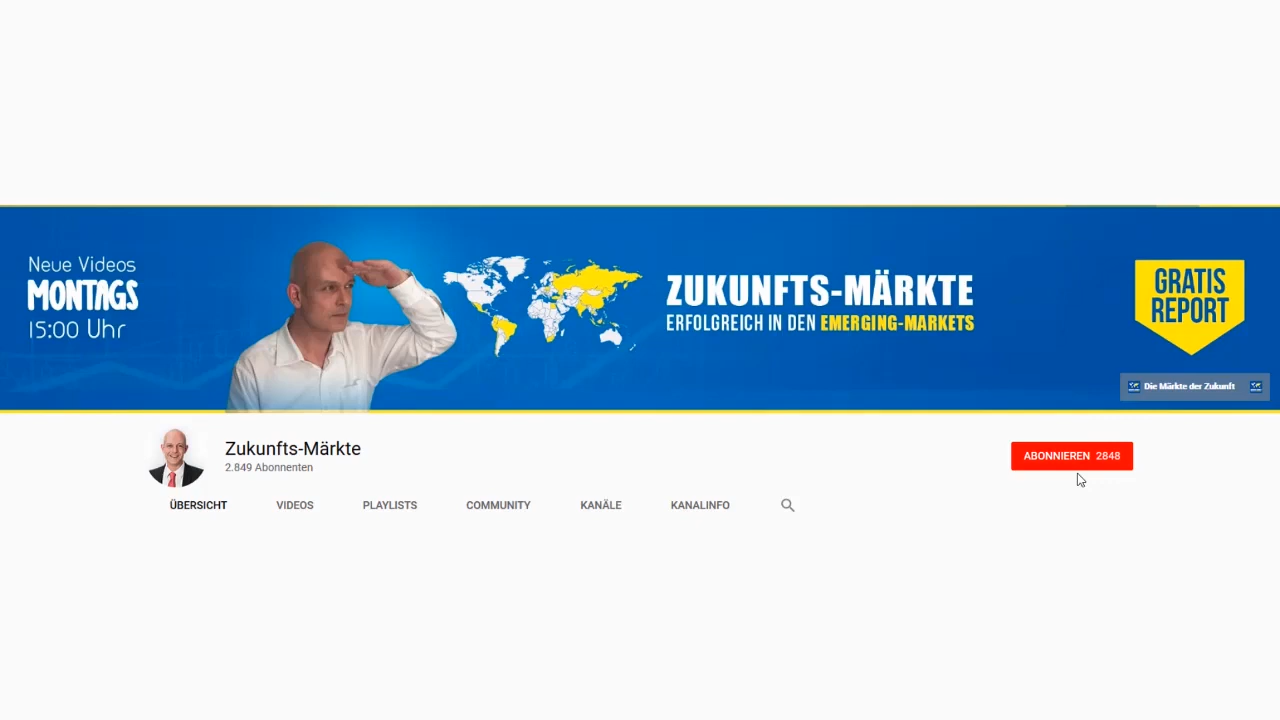 Neue Videos
MONTAGS
15:00 Uhr
ZUKUNFTS-MÄRKTE
ERFOLGREICH IN DEN EMERGING-MARKETS
GRATIS
REPORT
Die Märkte der Zukunft
Zukunfts-Märkte
2.849 Abonnenten
ABONNIEREN 2848
ÜBERSICHT VIDEOS PLAYLISTS COMMUNITY KANÄLE KANALINFO